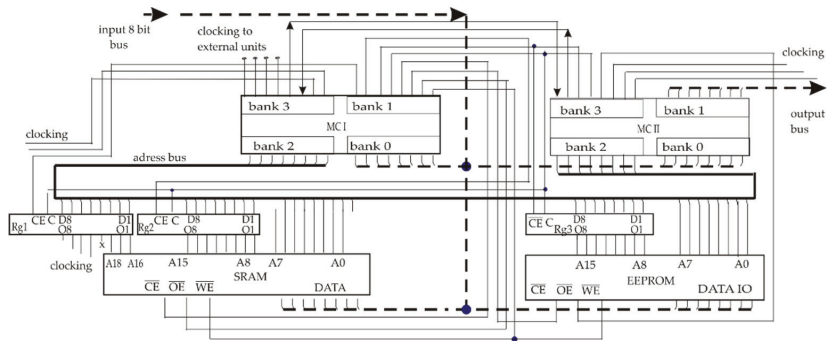 input 8 bit
bus
clocking to
external units
clocking
bank 3 bank 1
MC I
bank 2 bank 0
bank 3 bank 1
MC II
bank 2 bank 0
output
bus
clocking
adress bus
Rg1 CE C D8 D1
O8 O1
Rg2 CE C D8 D1
O8 O1
CE C D8 D1
Rg3 O8 O1
x
clocking
A18 A16 A15 A8 A7 A0
SRAM
CE OE WE DATA
A15 A8 A7 A0
EEPROM
CE OE WE DATA IO